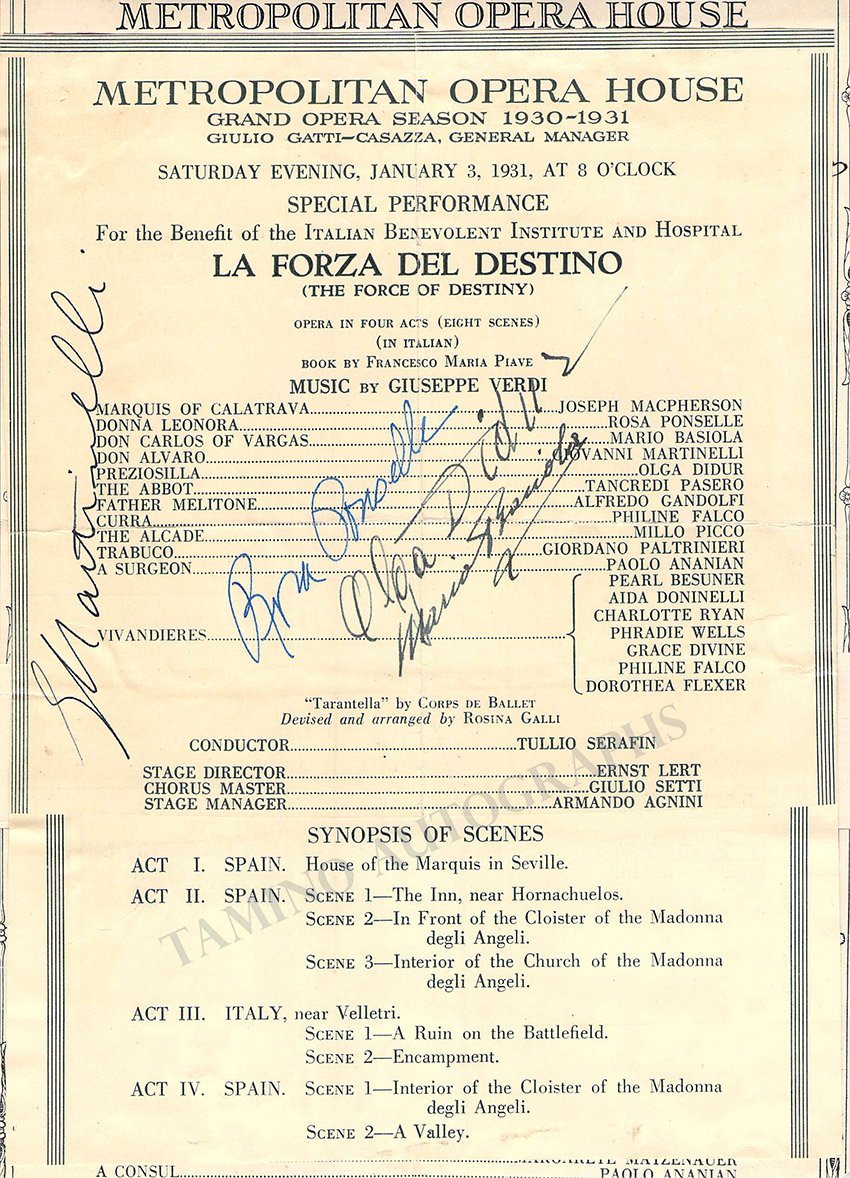 METROPOLITAN OPERA HOUSE
METROPOLITAN OPERA HOUSE
GRAND OPERA SEASON 1930-1931
GIULIO GATTI-CASAZZA, GENERAL MANAGER
SATURDAY EVENING, JANUARY 3, 1931, AT 8 O'CLOCK
SPECIAL PERFORMANCE
For the Benefit of the ITALIAN BENEVOLENT INSTITUTE AND HOSPITAL
LA FORZA DEL DESTINO
(THE FORCE OF DESTINY)
OPERA IN FOUR ACTS (EIGHT SCENES)
(IN ITALIAN)
BOOK BY FRANCESCO MARIA PIAVE
MUSIC BY GIUSEPPE VERDI
MARQUIS OF CALATRAVA........JOSEPH MACPHERSON
DONNA LEONORA........ROSA PONSELLE
DON CARLOS OF VARGAS........MARIO BASIOLA
DON ALVARO........GIOVANNI MARTINELLI
PREZIOSILLA........OLGA DIDUR
THE ABBOT........TANCREDI PASERO
FATHER MELITONE........ALFREDO GANDOLFI
CURRA........PHILINE FALCO
THE ALCADE........MILLO PICCO
TRABUCO........GIORDANO PALTRINIERI
A SURGEON........PAOLO ANANIAN
VIVANDIERES........
PEARL BESUNER
AIDA DONINELLI
CHARLOTTE RYAN
PHRADIE WELLS
GRACE DIVINE
PHILINE FALCO
DOROTHEA FLEXER
G Martinelli
Rosa Ponselle
Olga Didur
Mario Basiola
"Tarantella" by CORPS DE BALLET
Devised and arranged by ROSINA GALLI
CONDUCTOR........TULLIO SERAFIN
STAGE DIRECTOR........ERNST LERT
CHORUS MASTER........GIULIO SETTI
STAGE MANAGER........ARMANDO AGNINI
TAMINO AUTOGRAPHS
SYNOPSIS OF SCENES
ACT I. SPAIN. House of the Marquis in Seville.
ACT II. SPAIN. SCENE 1—The Inn, near Hornachuelos.
SCENE 2—In Front of the Cloister of the Madonna
degli Angeli.
SCENE 3—Interior of the Church of the Madonna
degli Angeli.
ACT III. ITALY, near Velletri.
SCENE 1—A Ruin on the Battlefield.
SCENE 2—Encampment.
ACT IV. SPAIN. SCENE 1—Interior of the Cloister of the Madonna
degli Angeli.
SCENE 2—A Valley.
MARGARETE MATZENAUER
A CONSUL........PAOLO ANANIAN